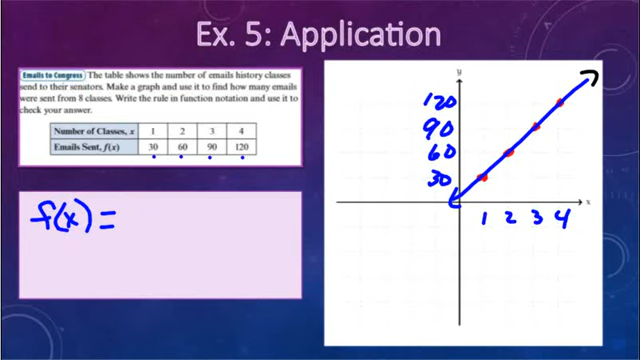 Ex. 5: Application
Emails to Congress The table shows the number of emails history classes
send to their senators. Make a graph and use it to find how many emails
were sent from 8 classes. Write the rule in function notation and use it to
check your answer.
Number of Classes, x 1 2 3 4
Emails Sent, f(x) 30 60 90 120
f(x)=
y
120
90
60
30
x
1 2 3 4